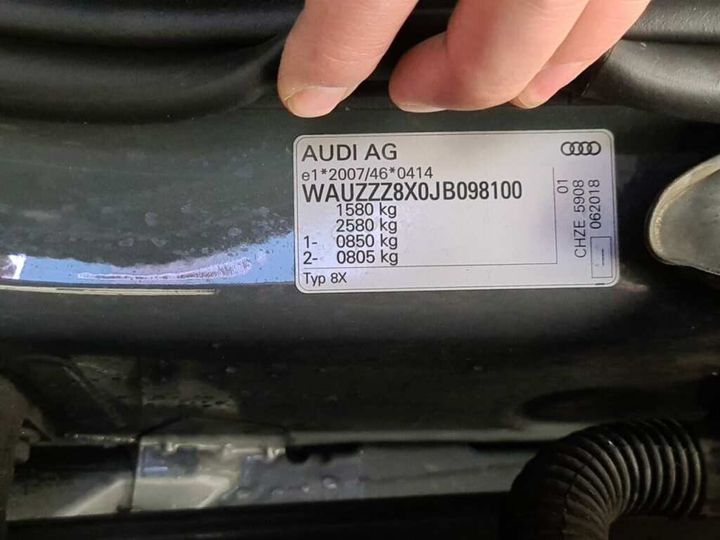 AUDI AG
e1*2007/46*0414
WAUZZZ8X0JB098100
1580 kg
2580 kg
1- 0850 kg
2- 0805 kg
Typ 8X
CHZE 5908 01
062018